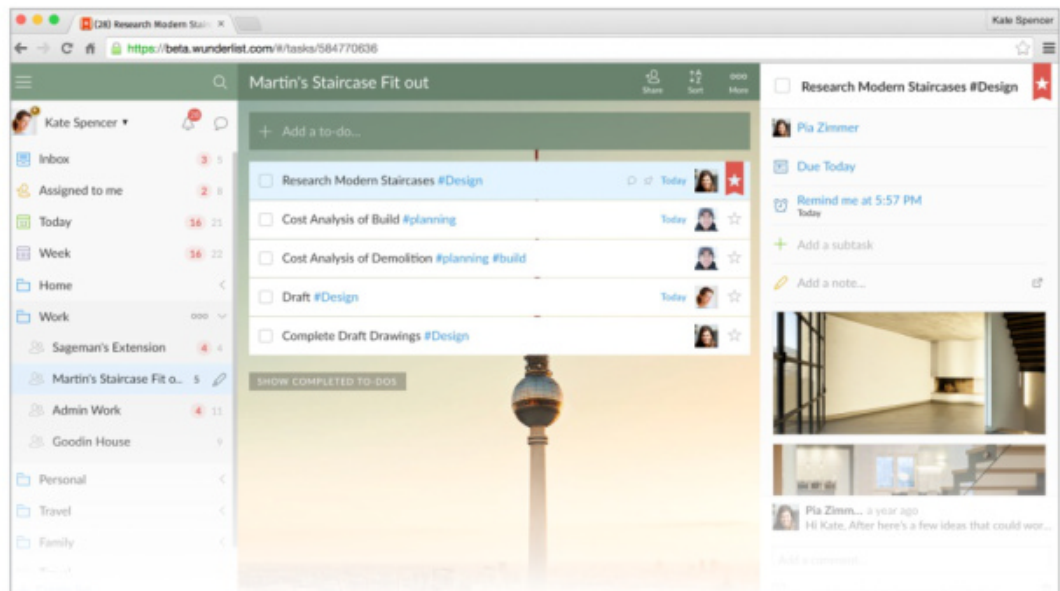 (28) Research Modern Stair
Kate Spencer
https://beta.wunderlist.com/#/tasks/584770636
Kate Spencer
Inbox 3 5
Assigned to me 2 8
Today 16 21
Week 16 22
Home
Work
Sageman's Extension 4 4
Martin's Staircase Fit o... 5
Admin Work 4 11
Goodin House 9
Personal
Travel
Family
Martin's Staircase Fit out
Share Sort More
Add a to-do...
Research Modern Staircases #Design Today
Cost Analysis of Build #planning Today
Cost Analysis of Demolition #planning #build
Draft #Design Today
Complete Draft Drawings #Design
SHOW COMPLETED TO-DOS
Research Modern Staircases #Design
Pia Zimmer
Due Today
Remind me at 5:57 PM
Today
Add a subtask
Add a note...
Pia Zimm... a year ago
Hi Kate, After here's a few ideas that could wor...
Add a comment...